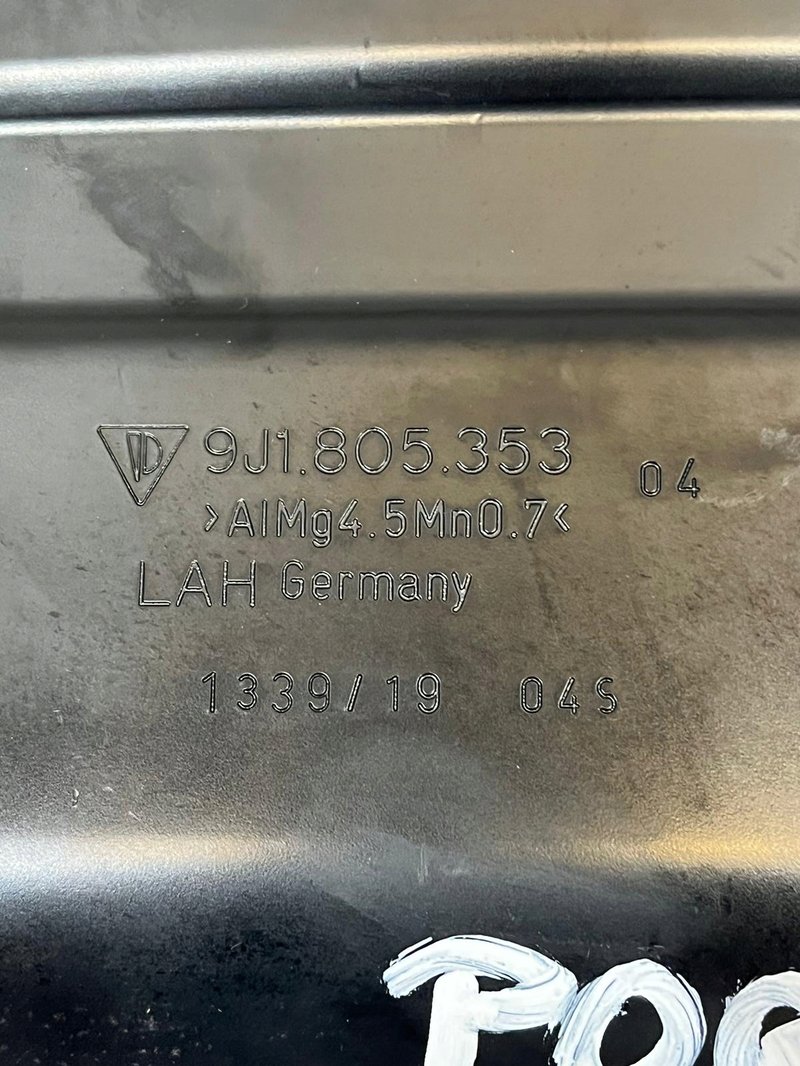 9J1.805.353 04
>AlMg4.5Mn0.7<
LAH Germany
1339/19 04S